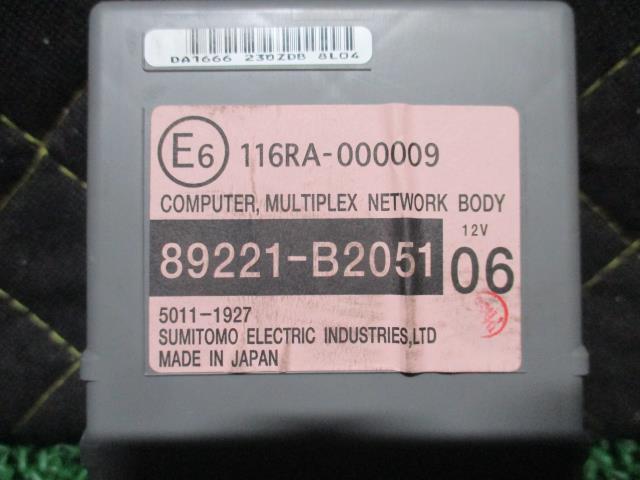 DA1666 230ZDB 8L04
E6 116RA-000009
COMPUTER, MULTIPLEX NETWORK BODY
12V
89221-B2051 06
5011-1927
SUMITOMO ELECTRIC INDUSTRIES,LTD
MADE IN JAPAN